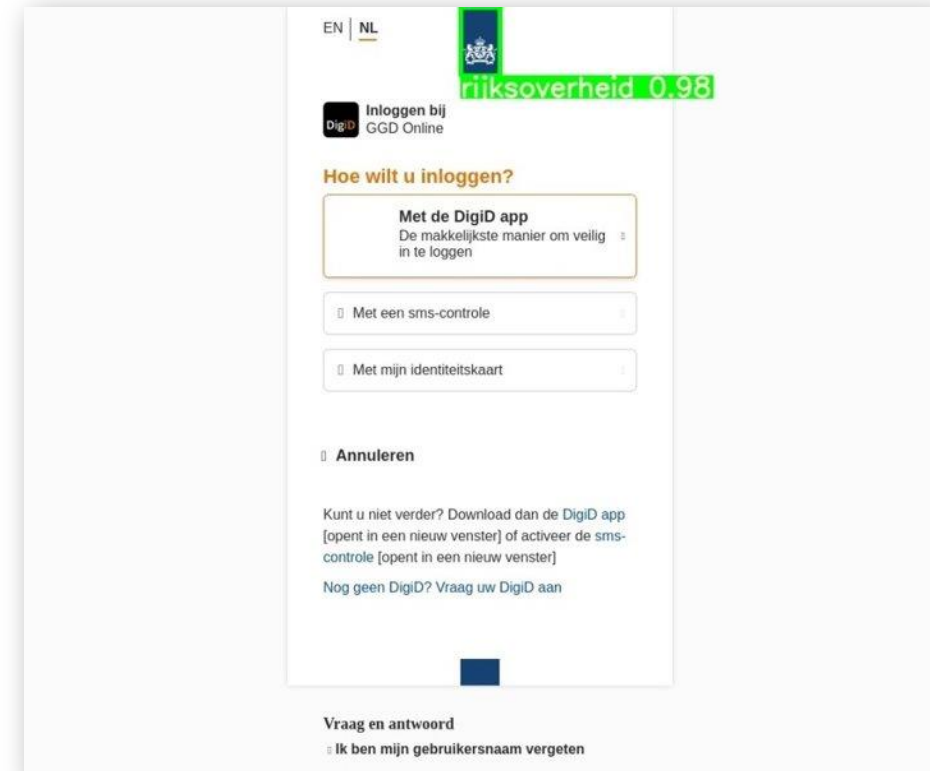 EN | NL
rijksoverheid 0.98
DigiD
Inloggen bij
GGD Online
Hoe wilt u inloggen?
Met de DigiD app
De makkelijkste manier om veilig
in te loggen
Met een sms-controle
Met mijn identiteitskaart
Annuleren
Kunt u niet verder? Download dan de DigiD app
[opent in een nieuw venster] of activeer de sms-
controle [opent in een nieuw venster]
Nog geen DigiD? Vraag uw DigiD aan
Vraag en antwoord
Ik ben mijn gebruikersnaam vergeten